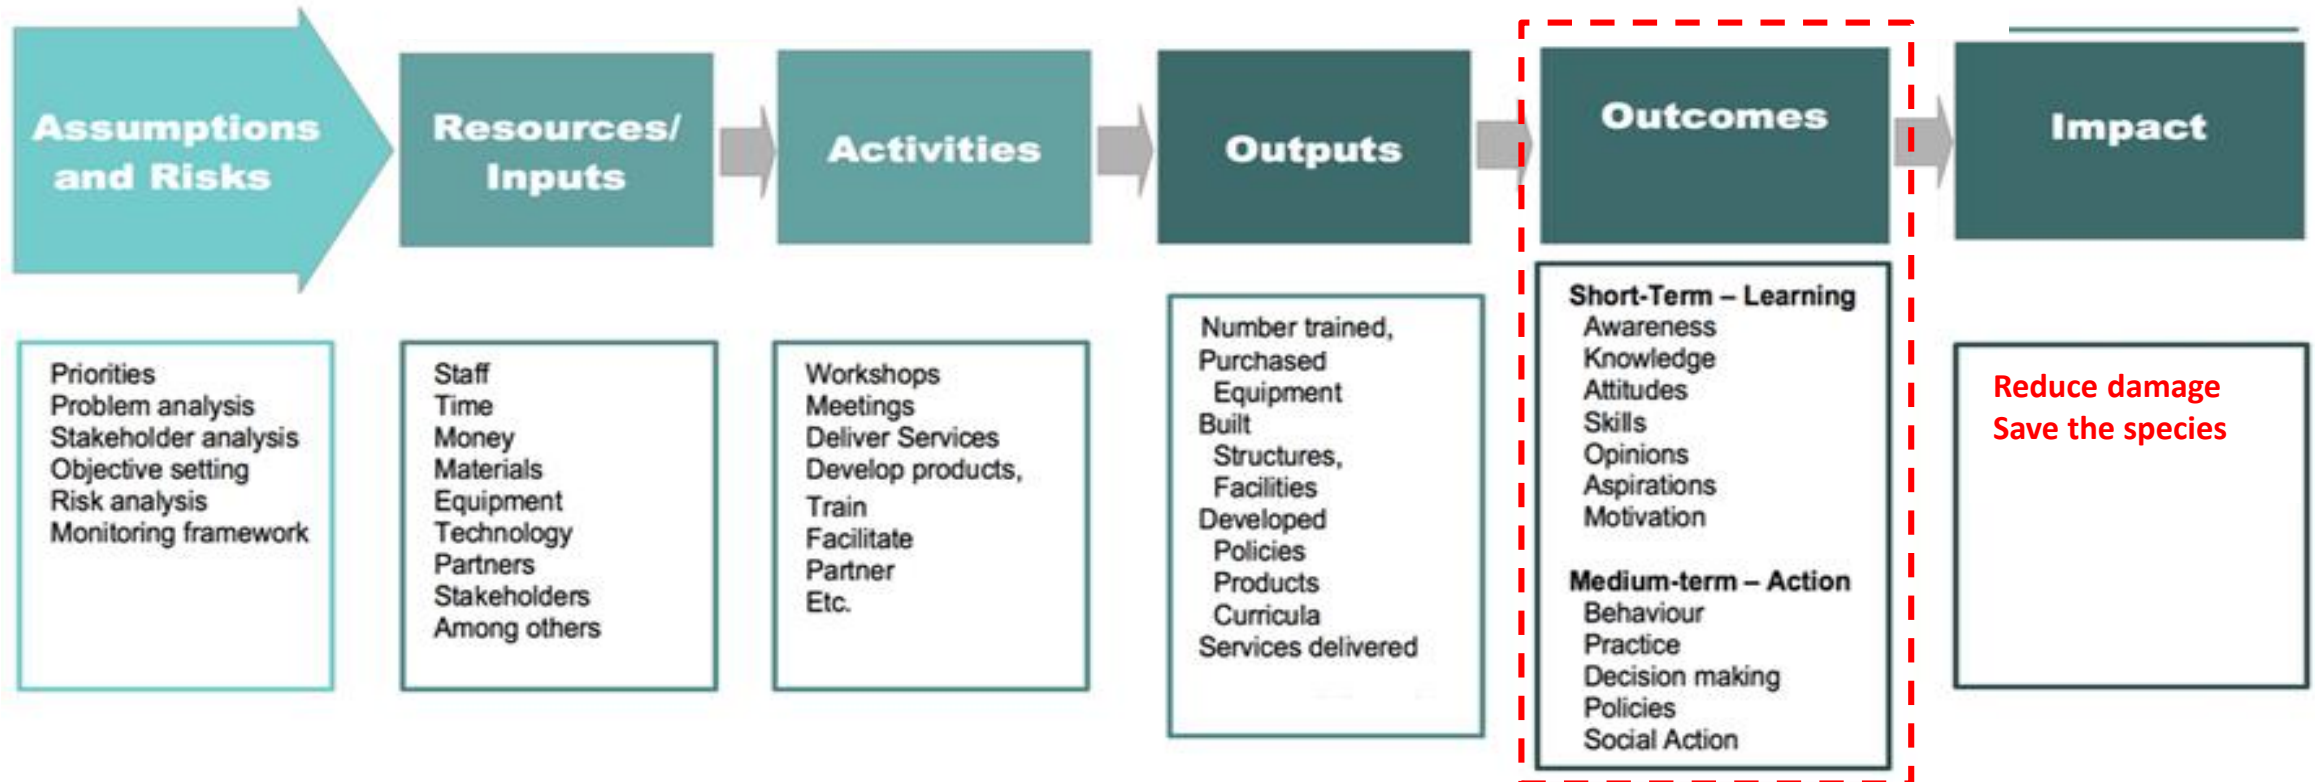 Assumptions
and Risks
Resources/
Inputs
Activities
Outputs
Outcomes
Impact
Priorities
Problem analysis
Stakeholder analysis
Objective setting
Risk analysis
Monitoring framework
Staff
Time
Money
Materials
Equipment
Technology
Partners
Stakeholders
Among others
Workshops
Meetings
Deliver Services
Develop products,
Train
Facilitate
Partner
Etc.
Number trained,
Purchased
Equipment
Built
Structures,
Facilities
Developed
Policies
Products
Curricula
Services delivered
Short-Term – Learning
Awareness
Knowledge
Attitudes
Skills
Opinions
Aspirations
Motivation
Medium-term – Action
Behaviour
Practice
Decision making
Policies
Social Action
Reduce damage
Save the species